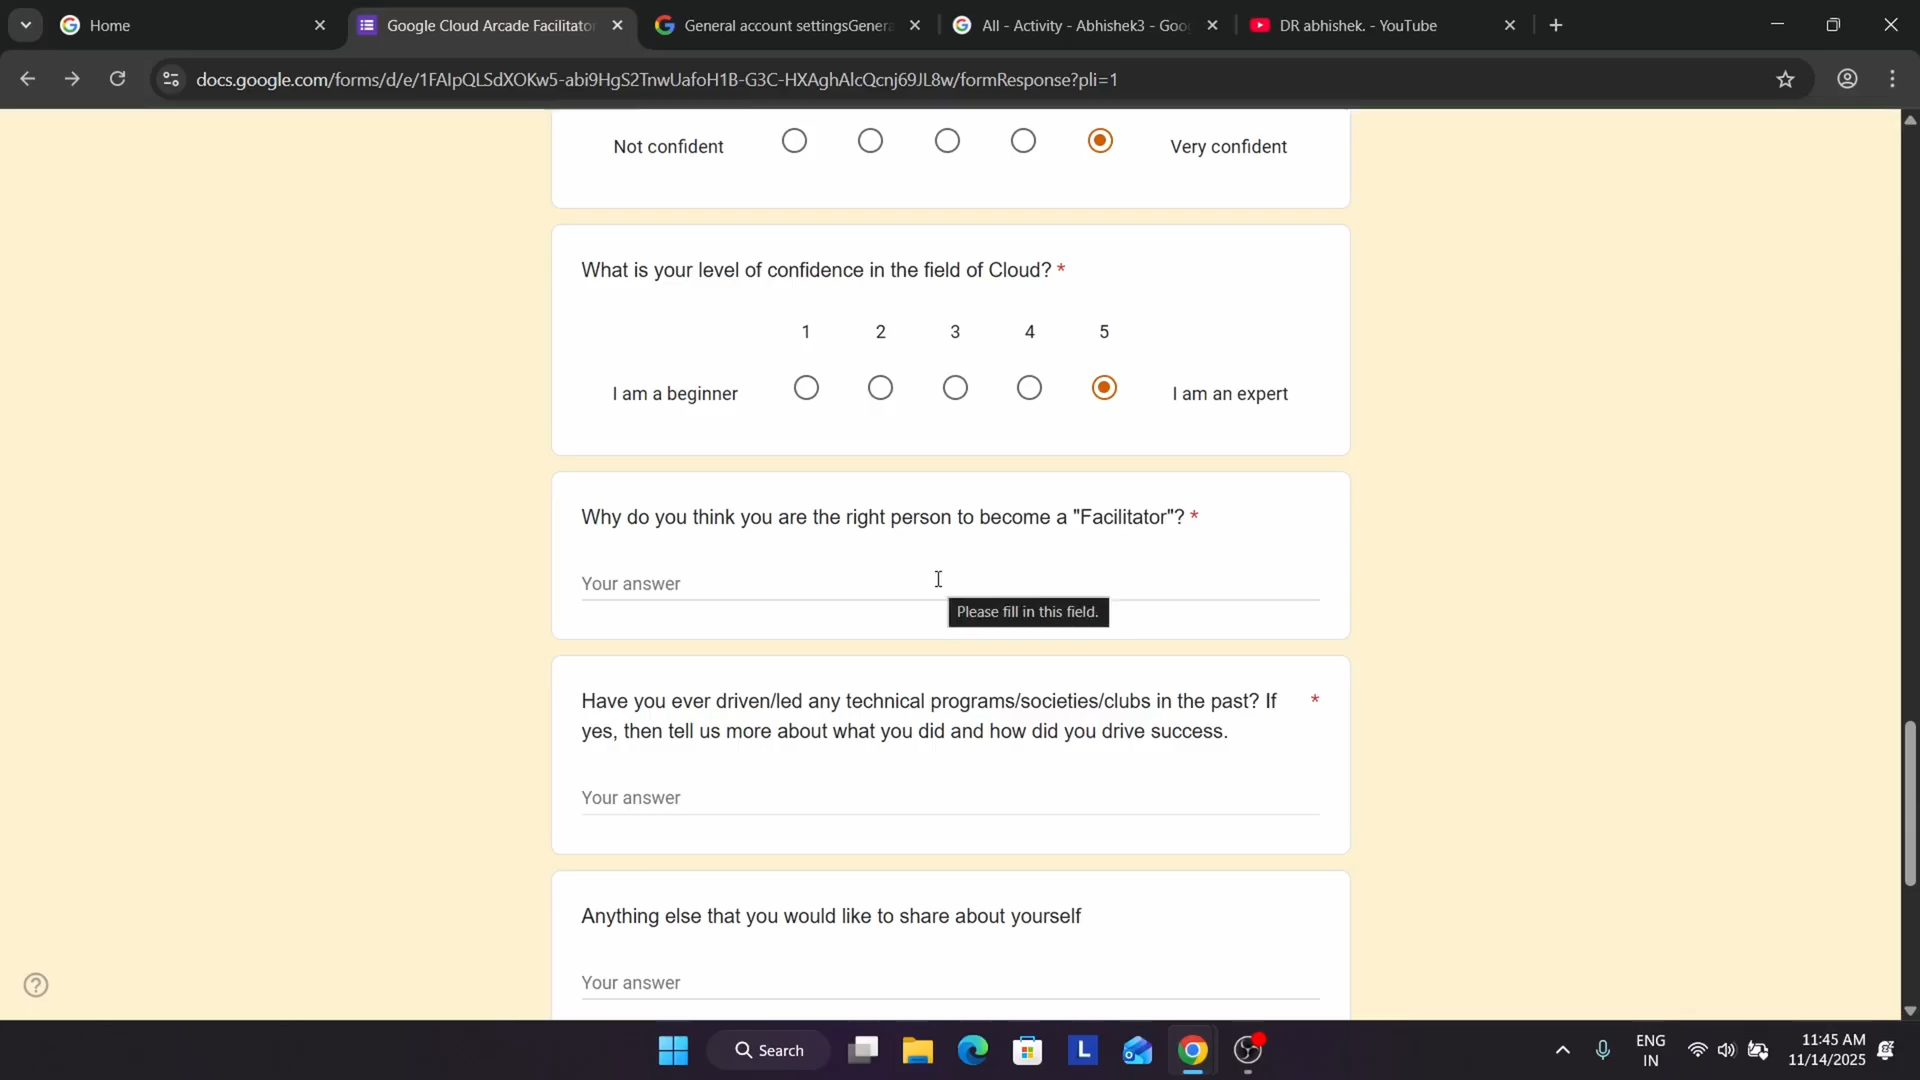 Home
Google Cloud Arcade Facilitator
General account settingsGenera
All - Activity - Abhishek3 - Goo
DR abhishek. - YouTube
docs.google.com/forms/d/e/1FAIpQLSdXOKw5-abi9HgS2TnwUafoH1B-G3C-HXAghAlcQcnj69JL8w/formResponse?pli=1
Not confident
Very confident
What is your level of confidence in the field of Cloud? *
1 2 3 4 5
I am a beginner
I am an expert
Why do you think you are the right person to become a "Facilitator"? *
Your answer
Please fill in this field.
Have you ever driven/led any technical programs/societies/clubs in the past? If *
yes, then tell us more about what you did and how did you drive success.
Your answer
Anything else that you would like to share about yourself
Your answer
Search
L
ENG
IN
11:45 AM
11/14/2025